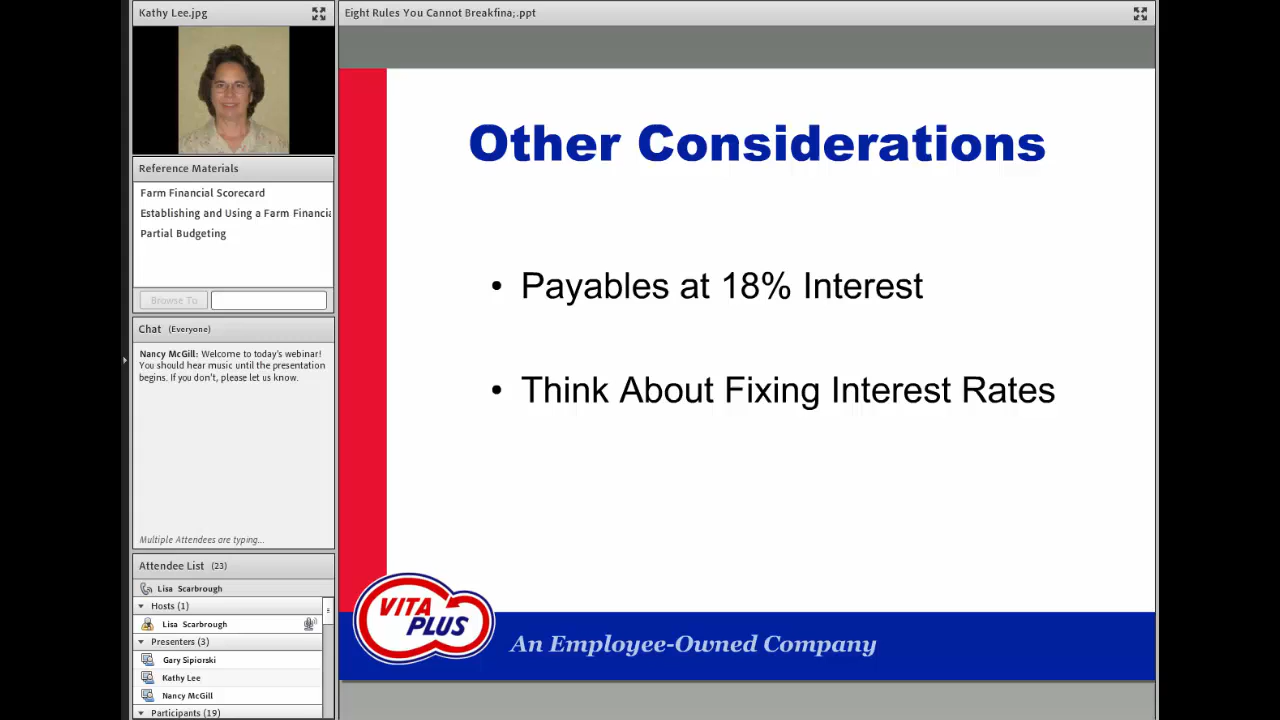 Kathy Lee.jpg
Reference Materials
Farm Financial Scorecard
Establishing and Using a Farm Financia
Partial Budgeting
Browse To
Chat (Everyone)
Nancy McGill: Welcome to today's webinar!
You should hear music until the presentation
begins. If you don't, please let us know.
Multiple Attendees are typing...
Attendee List (23)
Lisa Scarbrough
Hosts (1)
Lisa Scarbrough
Presenters (3)
Gary Sipiorski
Kathy Lee
Nancy McGill
Participants (19)
Eight Rules You Cannot Breakfina;.ppt
Other Considerations
• Payables at 18% Interest
• Think About Fixing Interest Rates
VITA
PLUS
An Employee-Owned Company